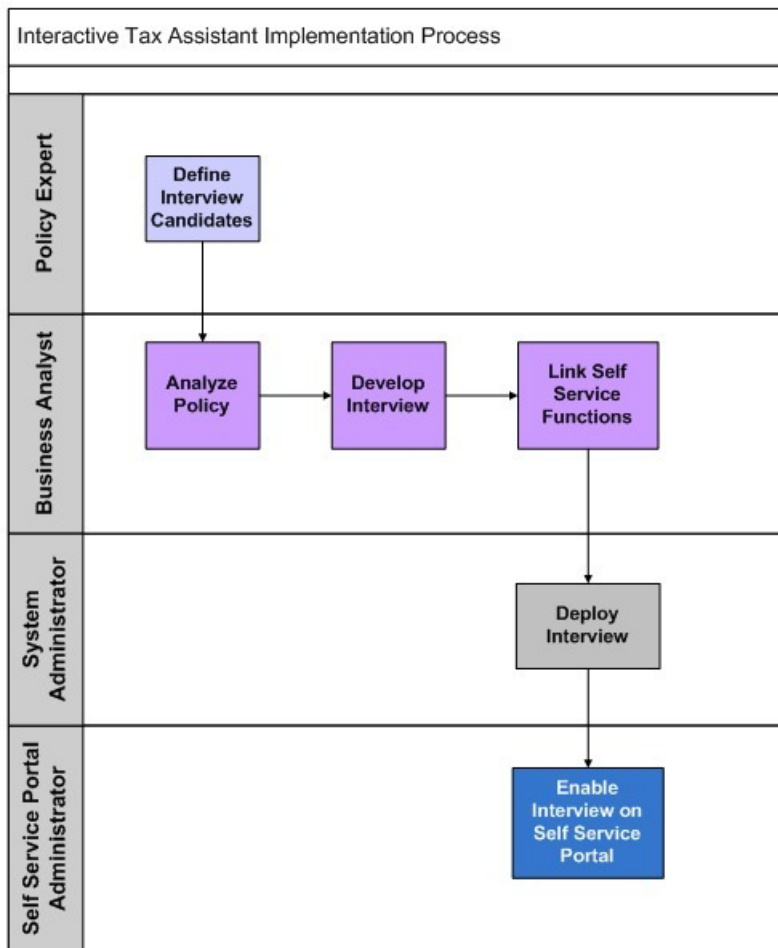 Interactive Tax Assistant Implementation Process
Policy Expert
Define
Interview
Candidates
Business Analyst
Analyze
Policy
Develop
Interview
Link Self
Service
Functions
System
Administrator
Deploy
Interview
Self Service Portal
Administrator
Enable
Interview on
Self Service
Portal